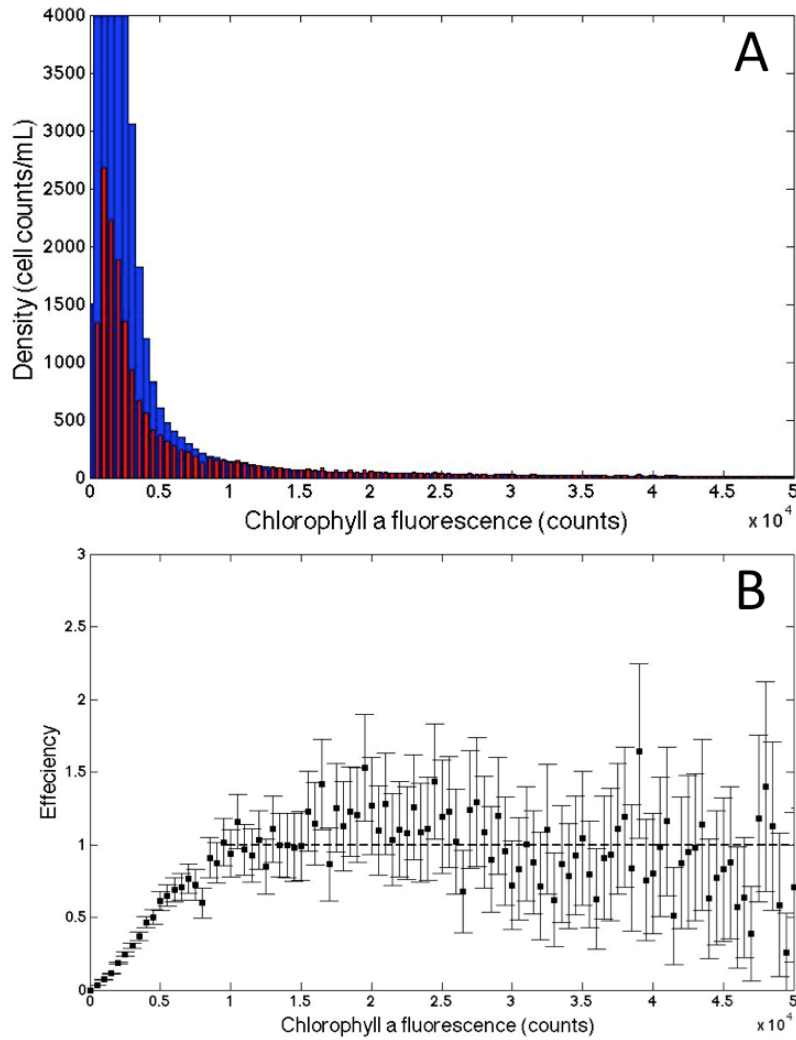 A
4000
3500
3000
2500
2000
1500
1000
500
0
Density (cell counts/mL)
0 0.5 1 1.5 2 2.5 3 3.5 4 4.5 5
Chlorophyll a fluorescence (counts)
x 10^4
B
3
2.5
2
1.5
1
0.5
0
Effeciency
0 0.5 1 1.5 2 2.5 3 3.5 4 4.5 5
Chlorophyll a fluorescence (counts)
x 10^4